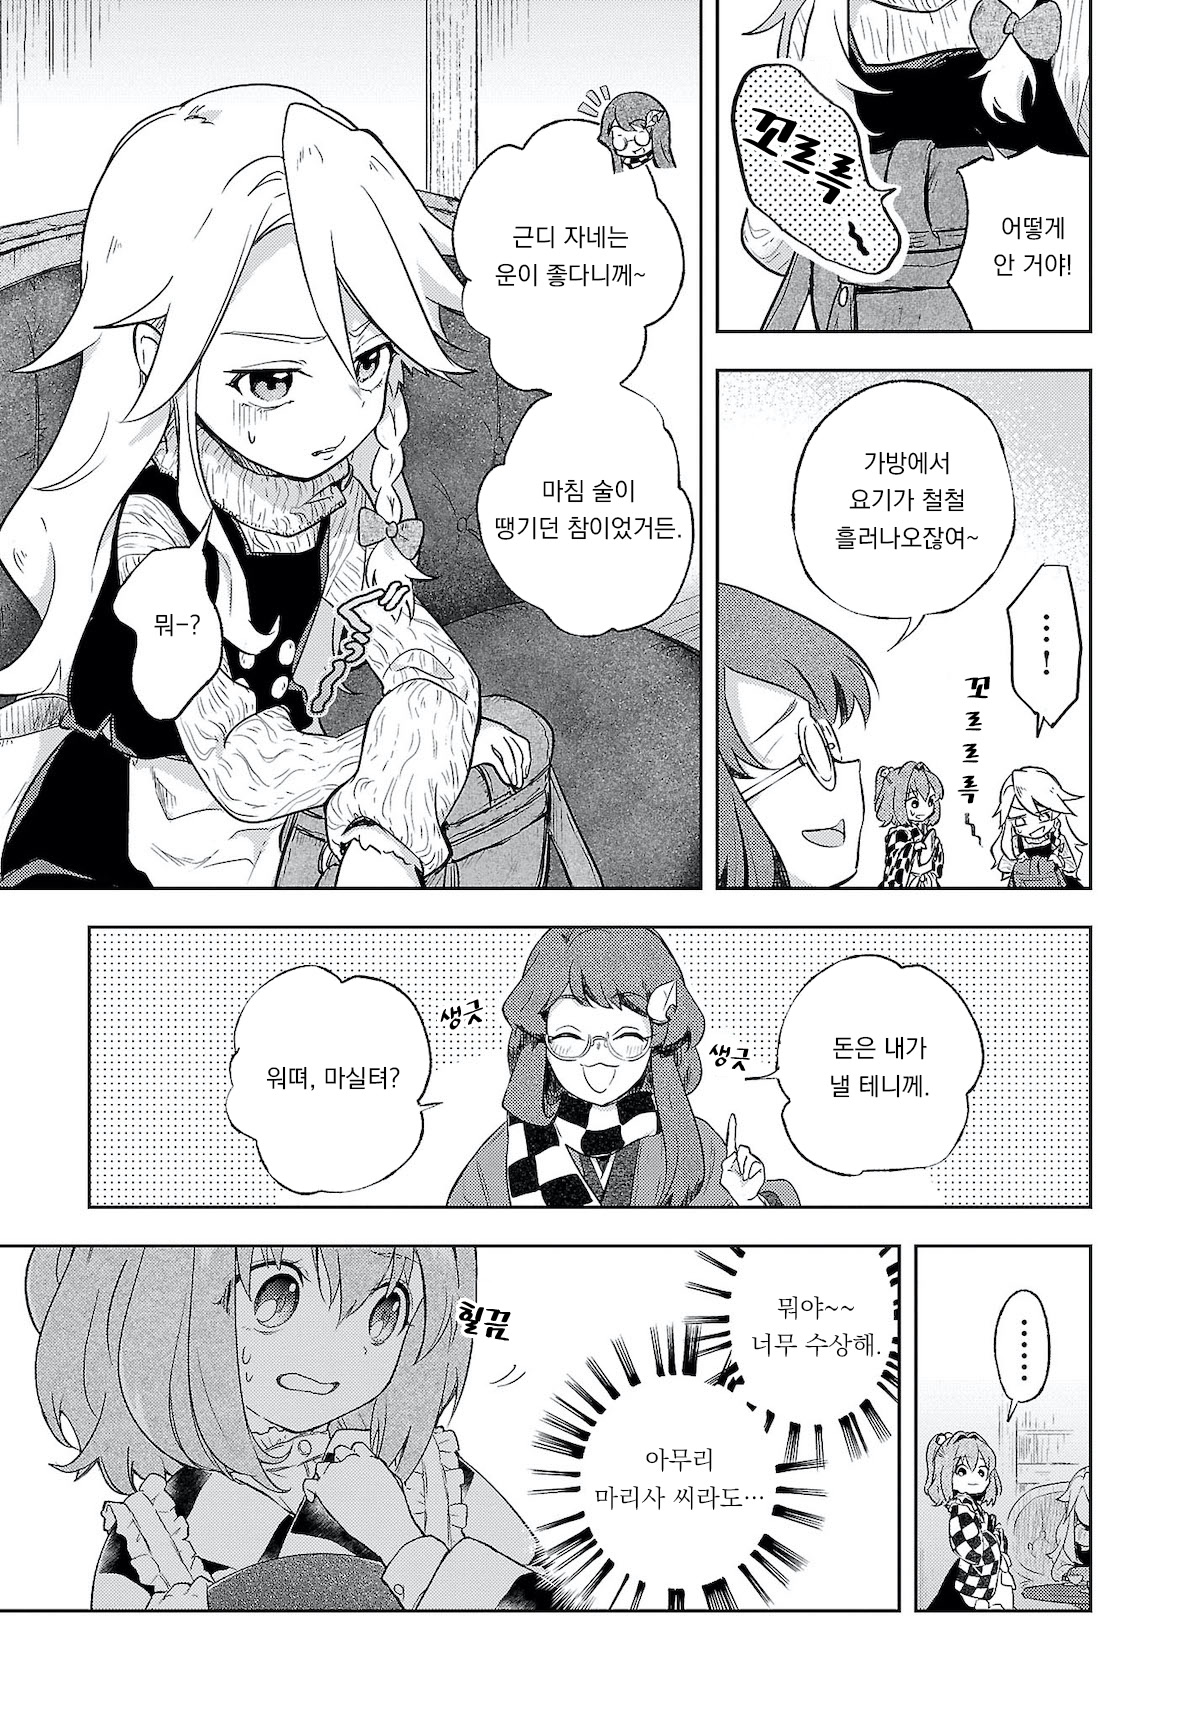 꼬르륵~
어떻게
안 거야!
가방에서
요기가 철철
흘러나오잖여~
····!
꼬르르륵~
근디 자네는
운이 좋다니께~
마침 술이
땡기던 참이었거든.
뭐-?
돈은 내가
낼 테니께.
생긋
생긋
워뗘, 마실텨?
······
뭐야~~
너무 수상해.
아무리
마리사 씨라도…
힐끔